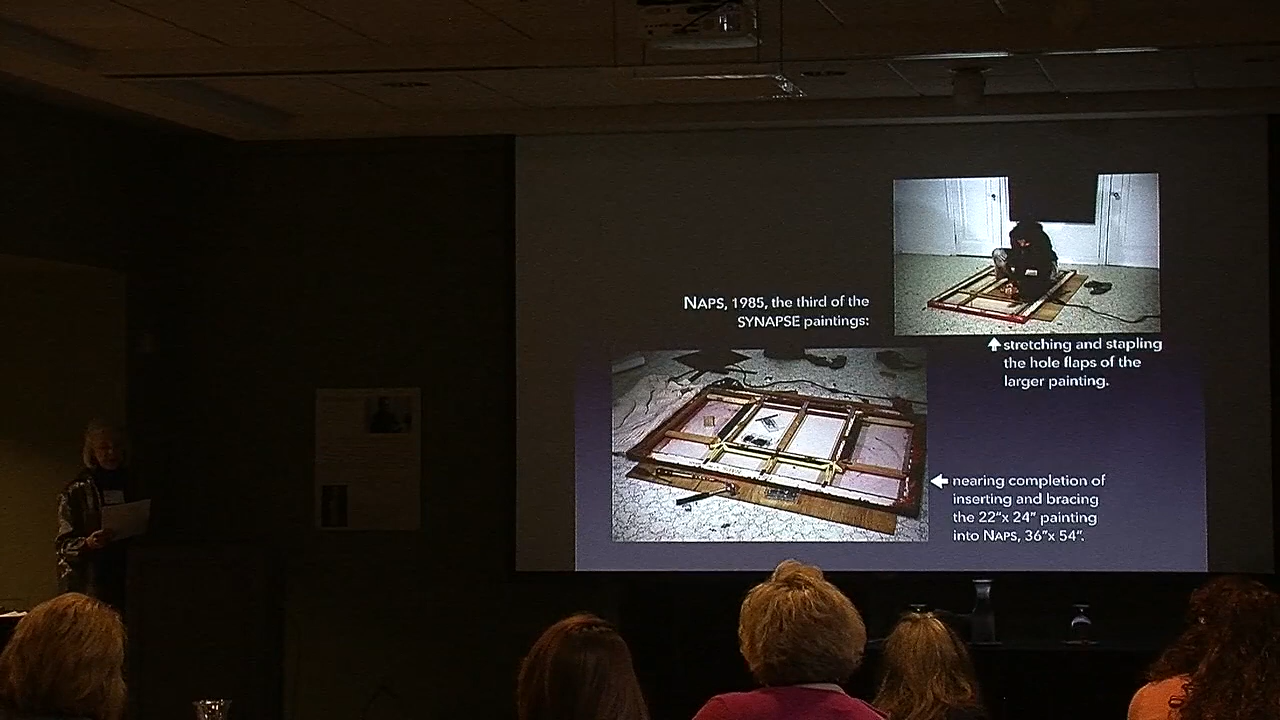 NAPS, 1985, the third of the
SYNAPSE paintings:
stretching and stapling
the hole flaps of the
larger painting.
nearing completion of
inserting and bracing
the 22"x 24" painting
into NAPS, 36"x 54".